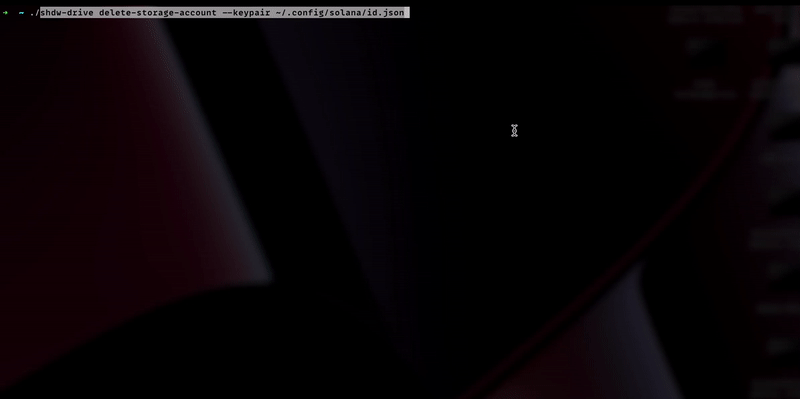 ➜ ~ ./shdw-drive delete-storage-account --keypair ~/.config/solana/id.json